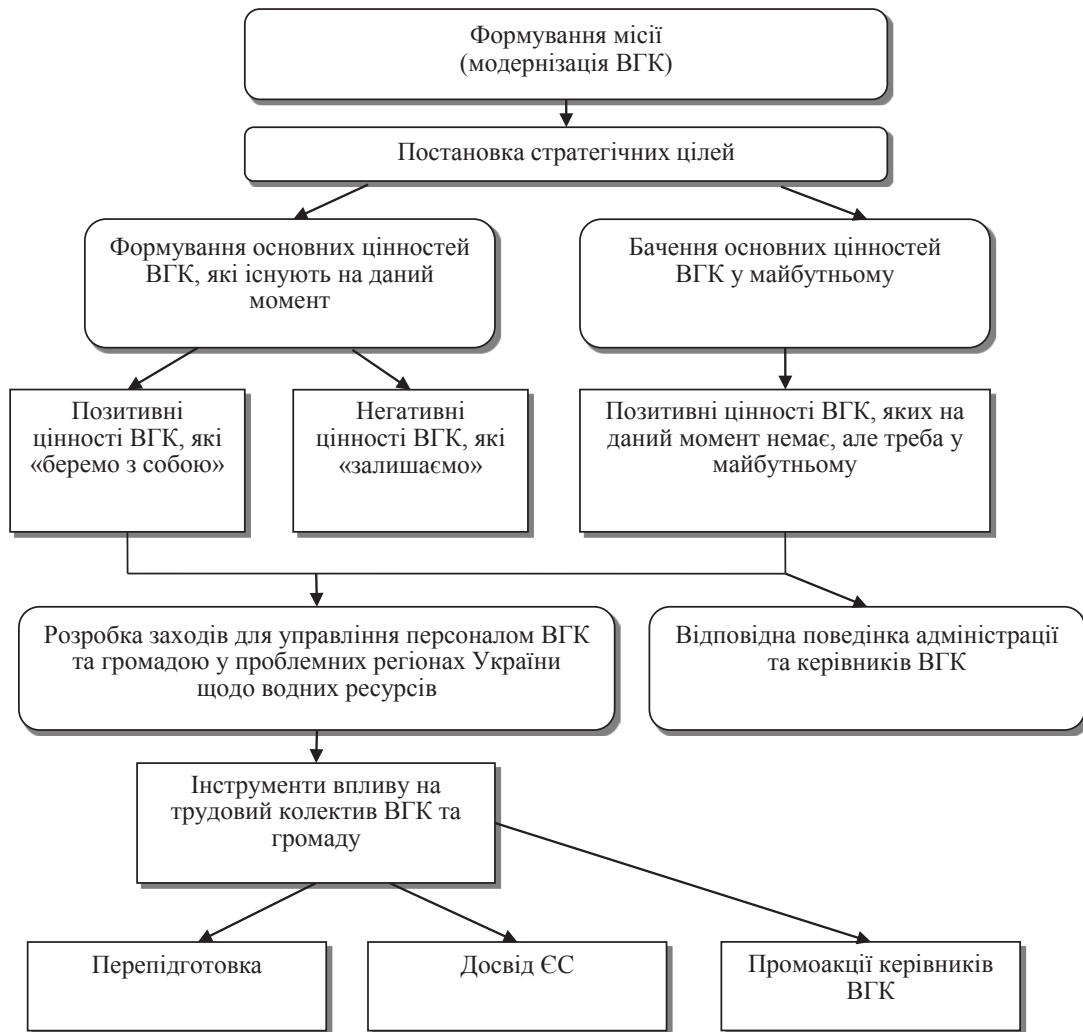 Формування місії
(модернізація ВГК)
Постановка стратегічних цілей
Формування основних цінностей
ВГК, які існують на даний
момент
Бачення основних цінностей
ВГК у майбутньому
Позитивні
цінності ВГК, які
«беремо з собою»
Негативні
цінності ВГК, які
«залишаємо»
Позитивні цінності ВГК, яких на
даний момент немає, але треба у
майбутньому
Розробка заходів для управління персоналом ВГК
та громадою у проблемних регіонах України
щодо водних ресурсів
Відповідна поведінка адміністрації
та керівників ВГК
Інструменти впливу на
трудовий колектив ВГК та
громаду
Перепідготовка
Досвід ЄС
Промоакції керівників
ВГК